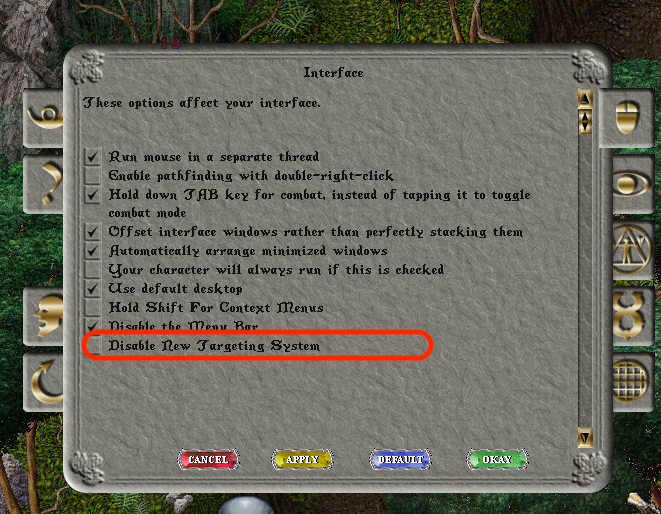 Interface
These options affect your interface.
Run mouse in a separate thread
Enable pathfinding with double-right-click
Hold down TAB key for combat, instead of tapping it to toggle
combat mode
Offset interface windows rather than perfectly stacking them
Automatically arrange minimized windows
Your character will always run if this is checked
Use default desktop
Hold Shift For Context Menus
Disable the Menu Bar
Disable New Targeting System
CANCEL
APPLY
DEFAULT
OKAY